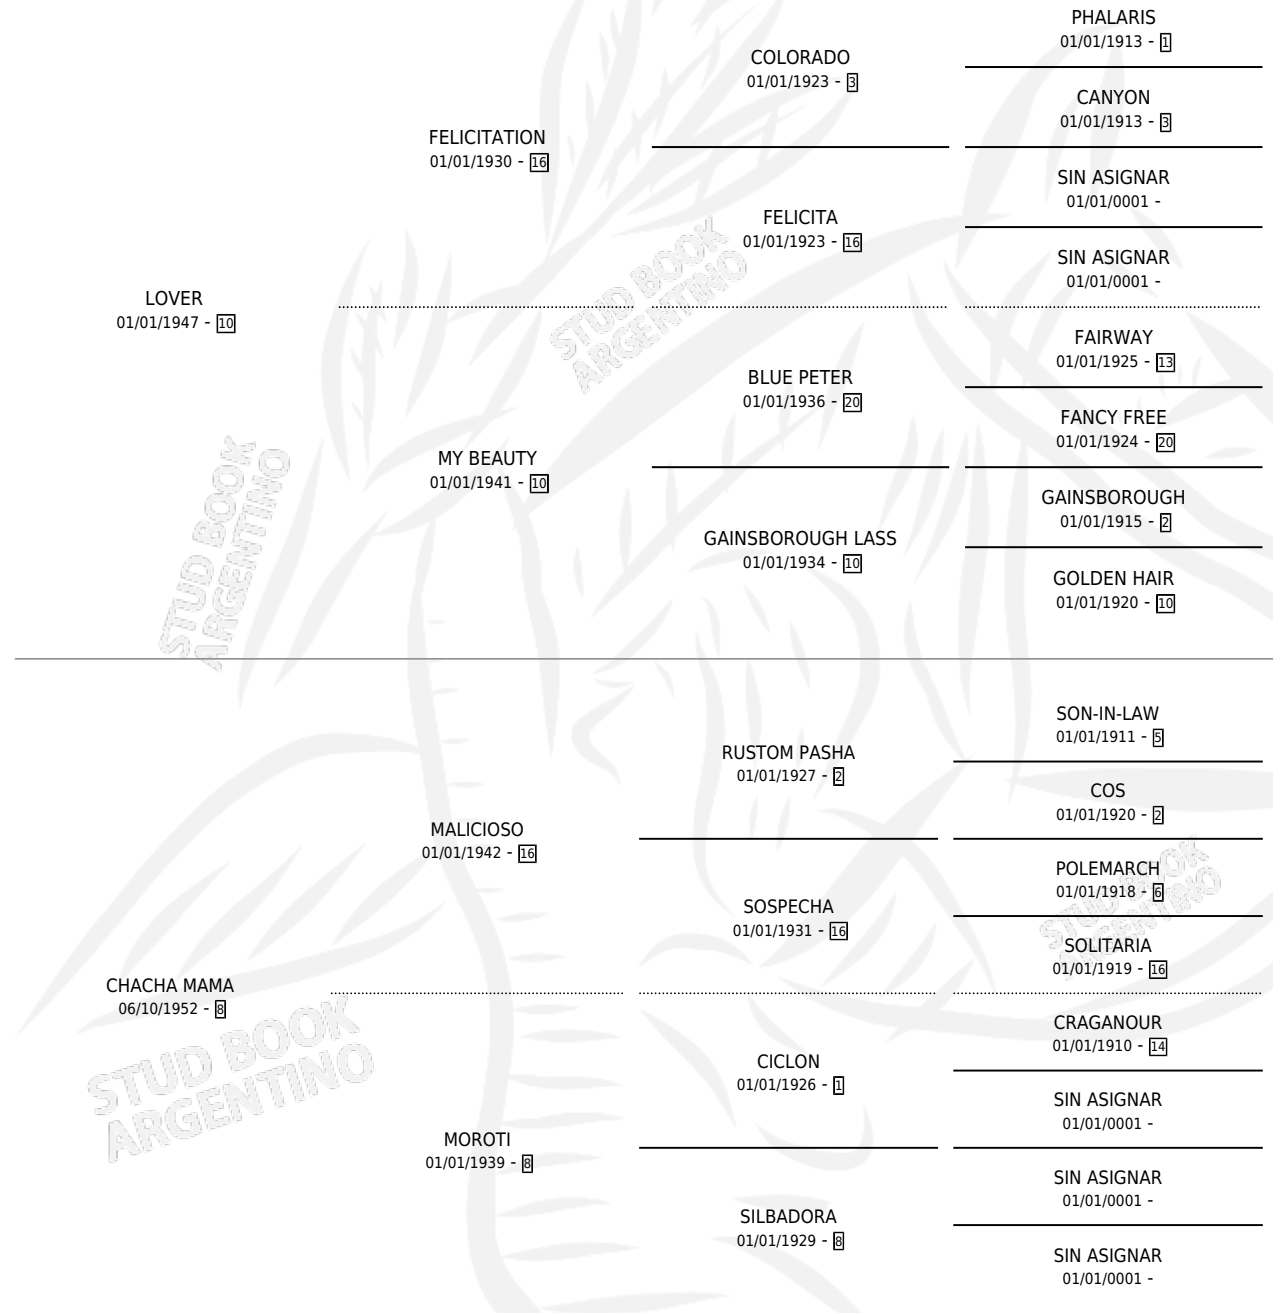 PHALARIS
01/01/1913 - 1
COLORADO
01/01/1923 - 3
CANYON
01/01/1913 - 3
FELICITATION
01/01/1930 - 16
SIN ASIGNAR
01/01/0001 -
FELICITA
01/01/1923 - 16
SIN ASIGNAR
01/01/0001 -
LOVER
01/01/1947 - 10
FAIRWAY
01/01/1925 - 13
BLUE PETER
01/01/1936 - 20
FANCY FREE
01/01/1924 - 20
MY BEAUTY
01/01/1941 - 10
GAINSBOROUGH
01/01/1915 - 2
GAINSBOROUGH LASS
01/01/1934 - 10
GOLDEN HAIR
01/01/1920 - 10
STUD BOOK
ARGENTINO
STUD BOOK
ARGENTINO
SON-IN-LAW
01/01/1911 - 5
RUSTOM PASHA
01/01/1927 - 2
COS
01/01/1920 - 2
MALICIOSO
01/01/1942 - 16
POLEMARCH
01/01/1918 - 6
SOSPECHA
01/01/1931 - 16
SOLITARIA
01/01/1919 - 16
CHACHA MAMA
06/10/1952 - 8
CRAGANOUR
01/01/1910 - 14
CICLON
01/01/1926 - 1
SIN ASIGNAR
01/01/0001 -
MOROTI
01/01/1939 - 8
SIN ASIGNAR
01/01/0001 -
SILBADORA
01/01/1929 - 8
SIN ASIGNAR
01/01/0001 -
STUD BOOK
ARGENTINO
STUD BOOK
ARGENTINO